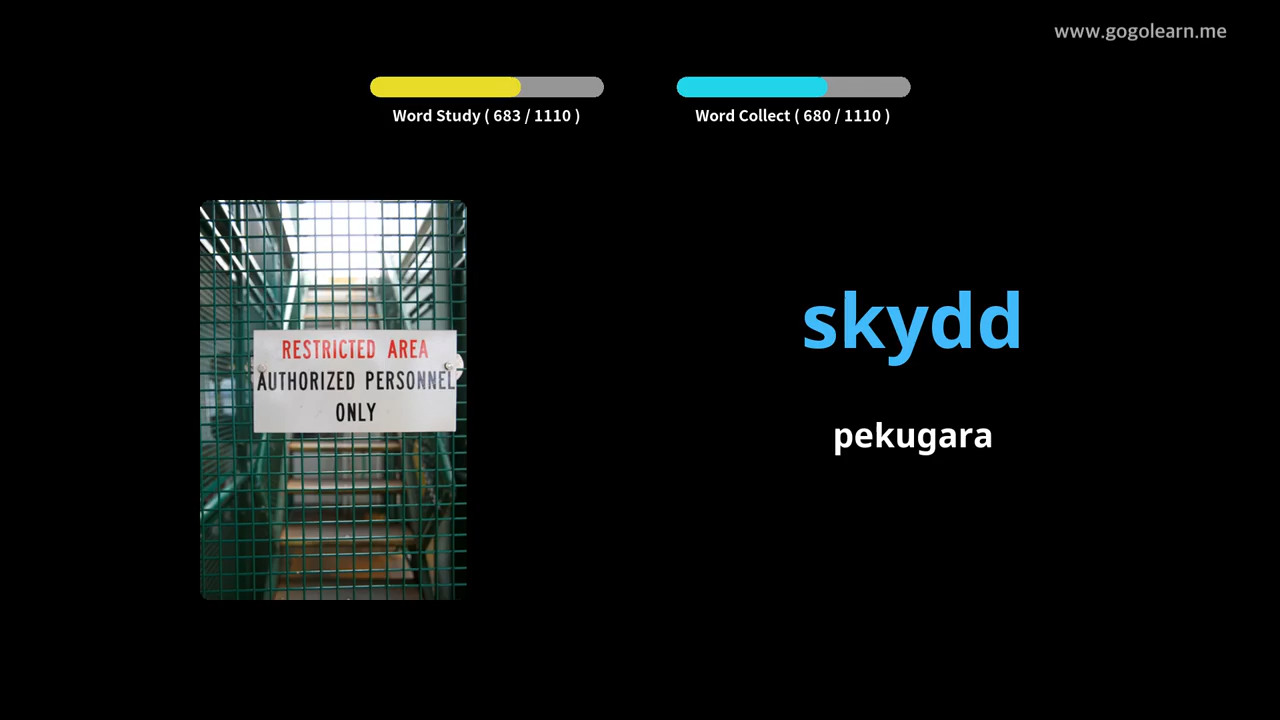 www.gogolearn.me
Word Study ( 683 / 1110 )
Word Collect ( 680 / 1110 )
RESTRICTED AREA
AUTHORIZED PERSONNEL
ONLY
skydd
pekugara